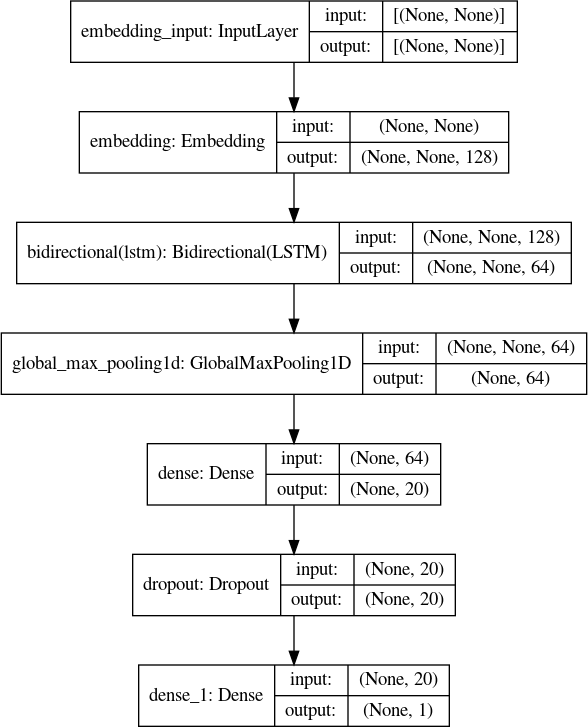 embedding_input: InputLayer
input: [(None, None)]
output: [(None, None)]
embedding: Embedding
input: (None, None)
output: (None, None, 128)
bidirectional(lstm): Bidirectional(LSTM)
input: (None, None, 128)
output: (None, None, 64)
global_max_pooling1d: GlobalMaxPooling1D
input: (None, None, 64)
output: (None, 64)
dense: Dense
input: (None, 64)
output: (None, 20)
dropout: Dropout
input: (None, 20)
output: (None, 20)
dense_1: Dense
input: (None, 20)
output: (None, 1)